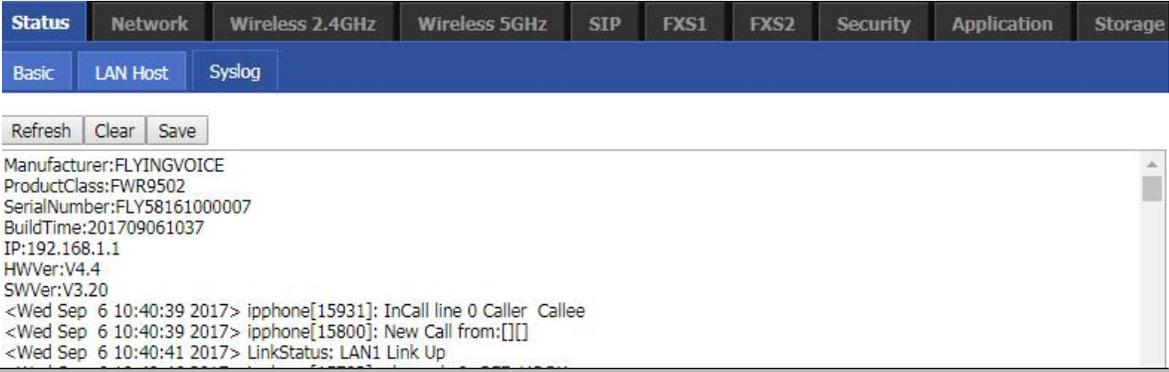 Status Network Wireless 2.4GHz Wireless 5GHz SIP FXS1 FXS2 Security Application Storage
Basic LAN Host Syslog
Refresh Clear Save
Manufacturer:FLYINGVOICE
ProductClass:FWR9502
SerialNumber:FLY58161000007
BuildTime:201709061037
IP:192.168.1.1
HWVer:V4.4
SWVer:V3.20
<Wed Sep  6 10:40:39 2017> ipphone[15931]: InCall line 0 Caller  Callee
<Wed Sep  6 10:40:39 2017> ipphone[15800]: New Call from:[][]
<Wed Sep  6 10:40:41 2017> LinkStatus: LAN1 Link Up